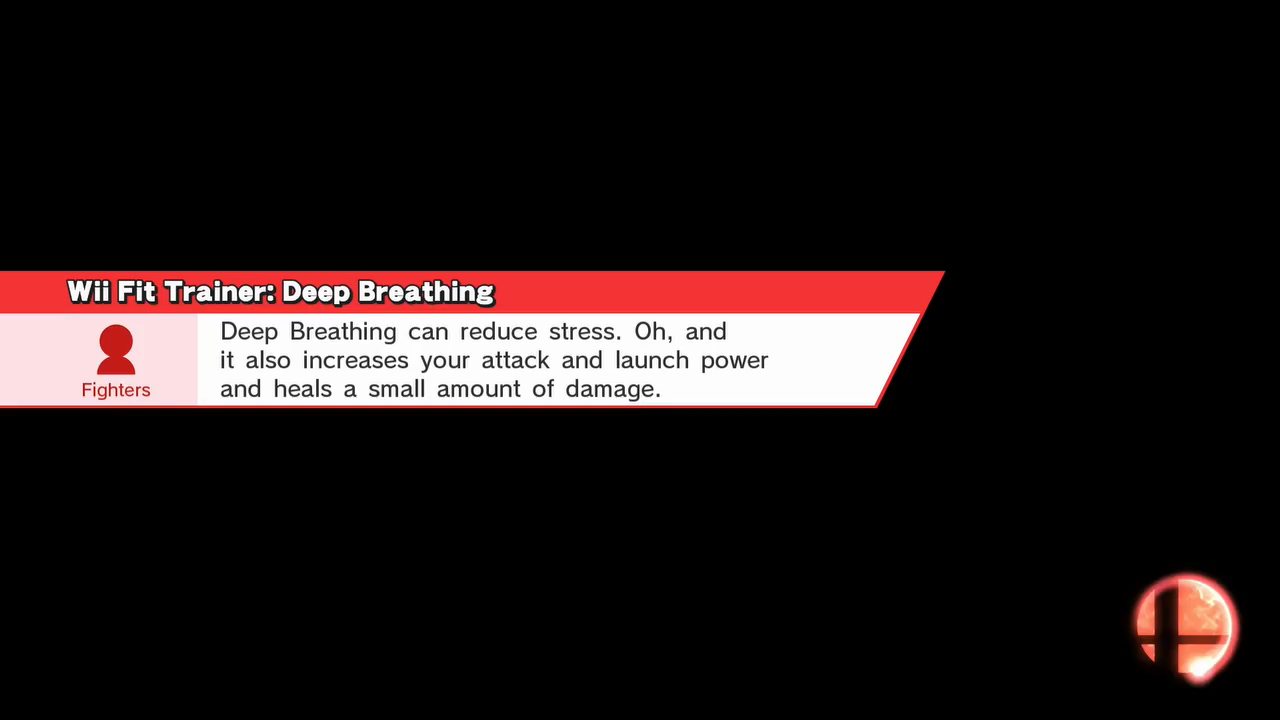 Wii Fit Trainer: Deep Breathing
Fighters
Deep Breathing can reduce stress. Oh, and
it also increases your attack and launch power
and heals a small amount of damage.